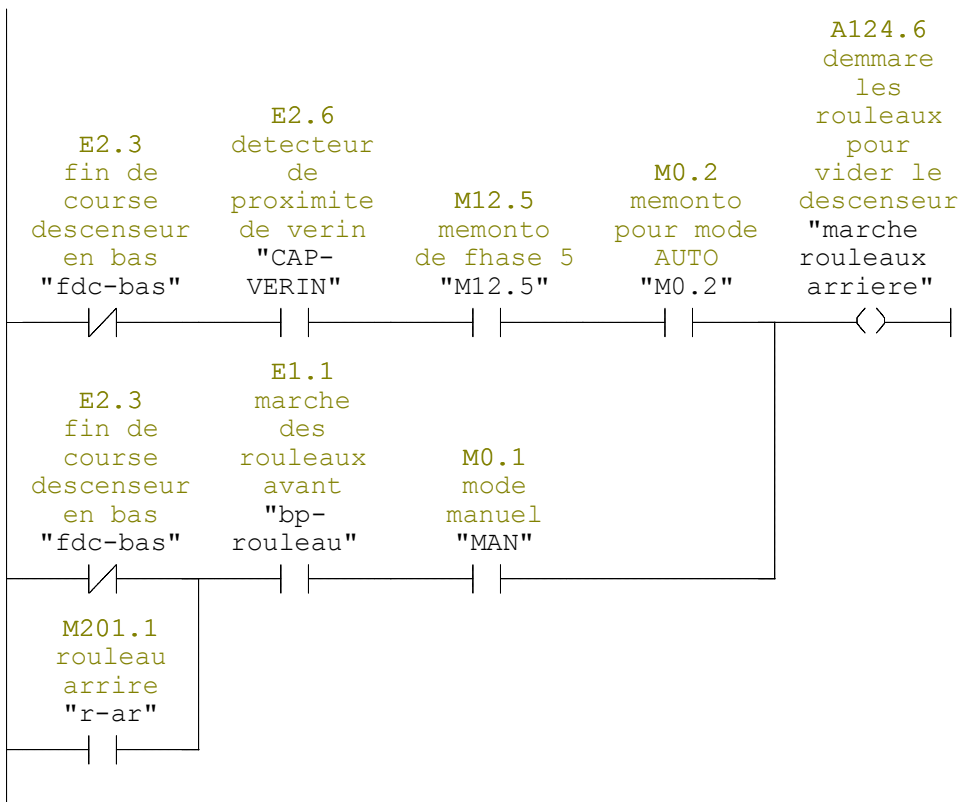 A124.6
demmare
les
rouleaux
pour
vider le
descenseur
"marche
rouleaux
arriere"
E2.3
fin de
course
descenseur
en bas
"fdc-bas"
E2.6
detecteur
de
proximite
de verin
"CAP-
VERIN"
M12.5
memonto
de fhase 5
"M12.5"
M0.2
memonto
pour mode
AUTO
"M0.2"
E2.3
fin de
course
descenseur
en bas
"fdc-bas"
E1.1
marche
des
rouleaux
avant
"bp-
rouleau"
M0.1
mode
manuel
"MAN"
M201.1
rouleau
arrire
"r-ar"